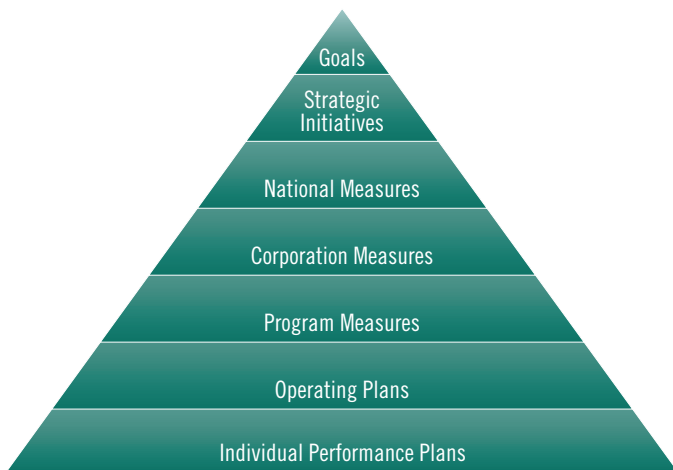 Goals
Strategic
Initiatives
National Measures
Corporation Measures
Program Measures
Operating Plans
Individual Performance Plans